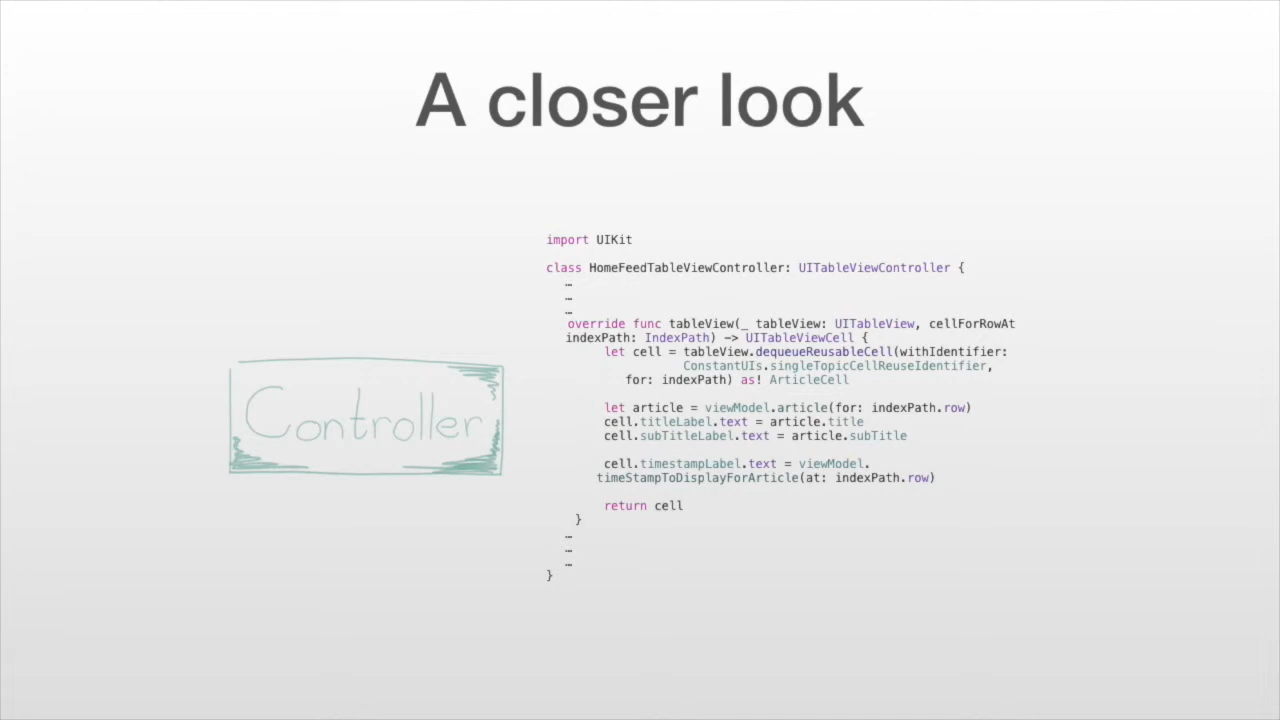 A closer look
Controller
import UIKit
class HomeFeedTableViewController: UITableViewController {
…
…
…
override func tableView(_ tableView: UITableView, cellForRowAt
indexPath: IndexPath) -> UITableViewCell {
let cell = tableView.dequeueReusableCell(withIdentifier:
ConstantUIs.singleTopicCellReuseIdentifier,
for: indexPath) as! ArticleCell
let article = viewModel.article(for: indexPath.row)
cell.titleLabel.text = article.title
cell.subTitleLabel.text = article.subTitle
cell.timestampLabel.text = viewModel.
timeStampToDisplayForArticle(at: indexPath.row)
return cell
}
…
…
…
}